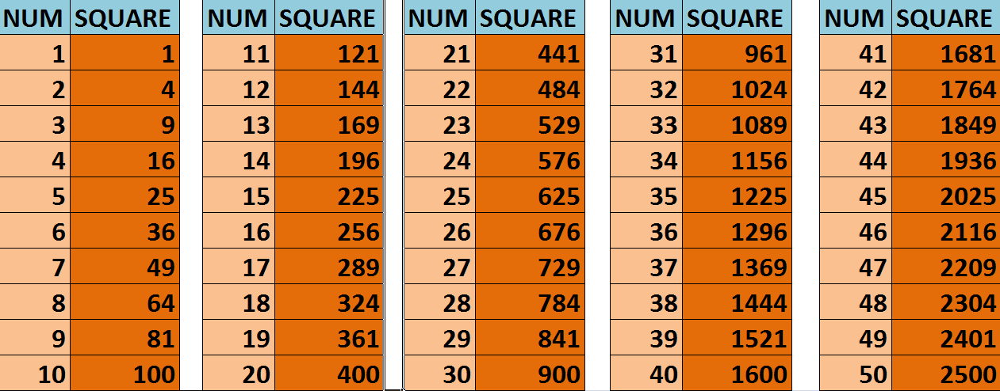 NUM SQUARE NUM SQUARE NUM SQUARE NUM SQUARE NUM SQUARE
1 1 11 121 21 441 31 961 41 1681
2 4 12 144 22 484 32 1024 42 1764
3 9 13 169 23 529 33 1089 43 1849
4 16 14 196 24 576 34 1156 44 1936
5 25 15 225 25 625 35 1225 45 2025
6 36 16 256 26 676 36 1296 46 2116
7 49 17 289 27 729 37 1369 47 2209
8 64 18 324 28 784 38 1444 48 2304
9 81 19 361 29 841 39 1521 49 2401
10 100 20 400 30 900 40 1600 50 2500